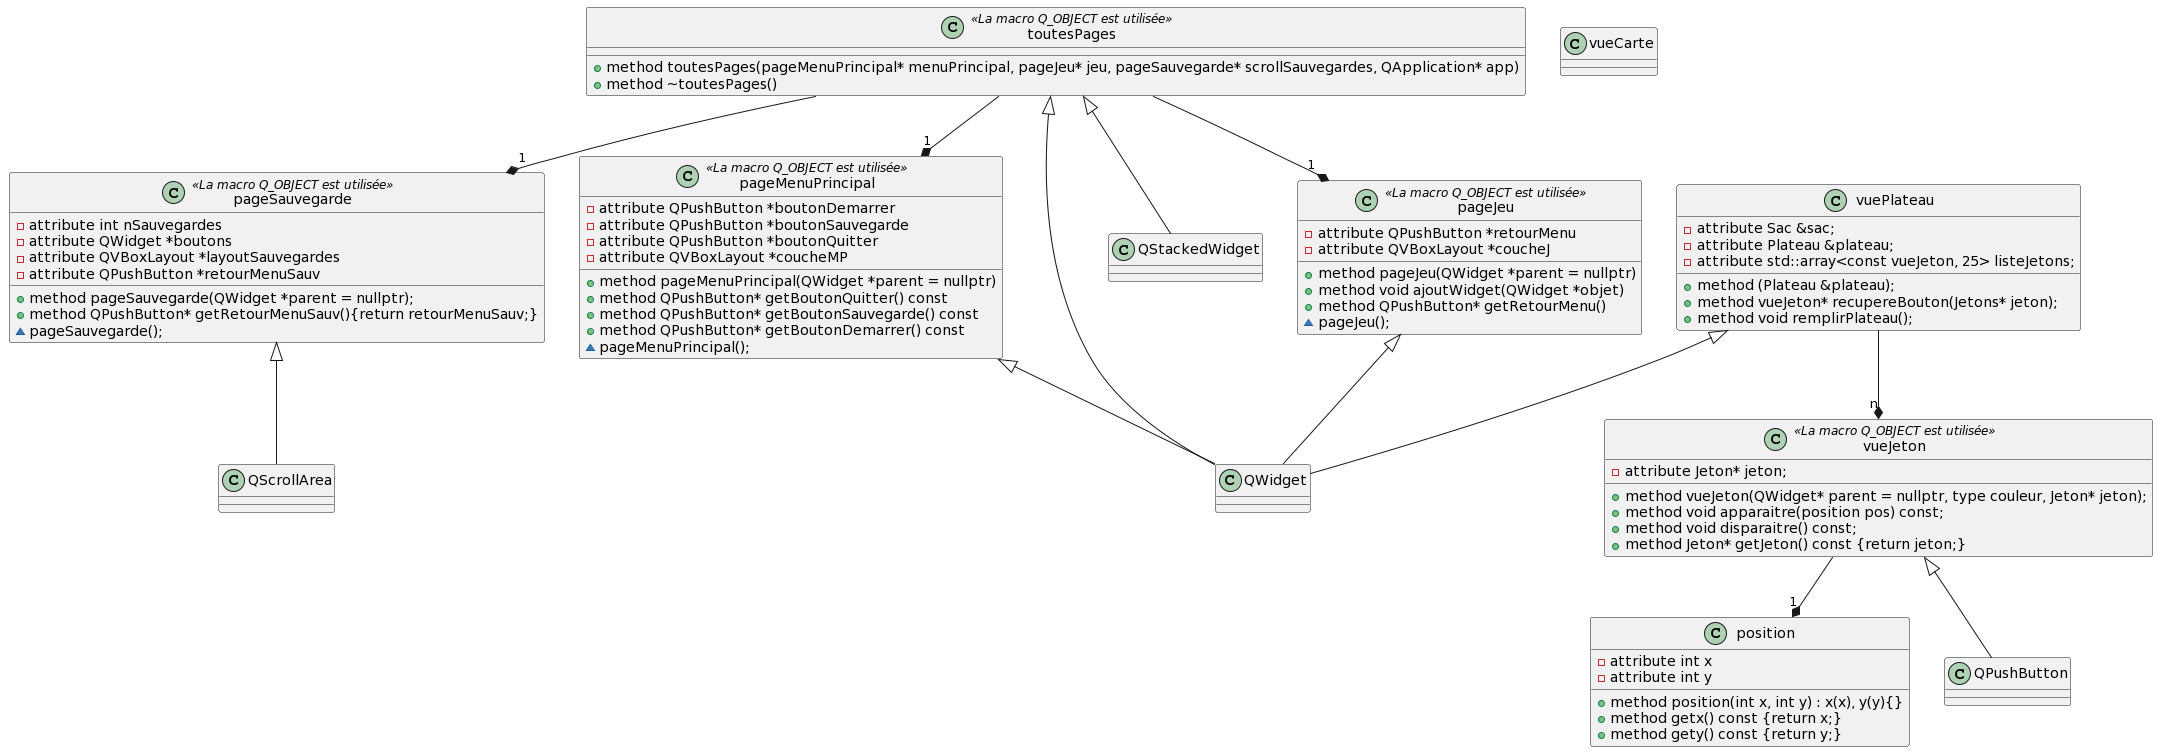 «La macro Q_OBJECT est utilisée»
C toutesPages
method toutesPages(pageMenuPrincipal* menuPrincipal, pageJeu* jeu, pageSauvegarde* scrollSauvegardes, QApplication* app)
method ~toutesPages()
C vueCarte
1
1
1
«La macro Q_OBJECT est utilisée»
C pageSauvegarde
attribute int nSauvegardes
attribute QWidget *boutons
attribute QVBoxLayout *layoutSauvegardes
attribute QPushButton *retourMenuSauv
method pageSauvegarde(QWidget *parent = nullptr);
method QPushButton* getRetourMenuSauv(){return retourMenuSauv;}
pageSauvegarde();
«La macro Q_OBJECT est utilisée»
C pageMenuPrincipal
attribute QPushButton *boutonDemarrer
attribute QPushButton *boutonSauvegarde
attribute QPushButton *boutonQuitter
attribute QVBoxLayout *coucheMP
method pageMenuPrincipal(QWidget *parent = nullptr)
method QPushButton* getBoutonQuitter() const
method QPushButton* getBoutonSauvegarde() const
method QPushButton* getBoutonDemarrer() const
pageMenuPrincipal();
C QStackedWidget
«La macro Q_OBJECT est utilisée»
C pageJeu
attribute QPushButton *retourMenu
attribute QVBoxLayout *coucheJ
method pageJeu(QWidget *parent = nullptr)
method void ajoutWidget(QWidget *objet)
method QPushButton* getRetourMenu()
pageJeu();
C vuePlateau
attribute Sac &sac;
attribute Plateau &plateau;
attribute std::array<const vueJeton, 25> listeJetons;
method (Plateau &plateau);
method vueJeton* recupereBouton(Jetons* jeton);
method void remplirPlateau();
n
C QScrollArea
C QWidget
«La macro Q_OBJECT est utilisée»
C vueJeton
attribute Jeton* jeton;
method vueJeton(QWidget* parent = nullptr, type couleur, Jeton* jeton);
method void apparaitre(position pos) const;
method void disparaitre() const;
method Jeton* getJeton() const {return jeton;}
1
C position
attribute int x
attribute int y
method position(int x, int y) : x(x), y(y){}
method getx() const {return x;}
method gety() const {return y;}
C QPushButton